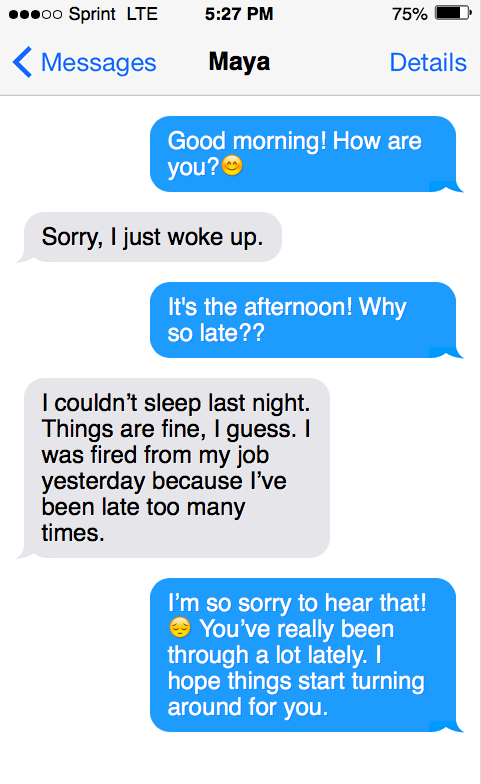 Sprint LTE 5:27 PM 75%
Messages Maya Details
Good morning! How are
you?😊
Sorry, I just woke up.
It's the afternoon! Why
so late??
I couldn’t sleep last night.
Things are fine, I guess. I
was fired from my job
yesterday because I’ve
been late too many
times.
I’m so sorry to hear that!
😔 You’ve really been
through a lot lately. I
hope things start turning
around for you.